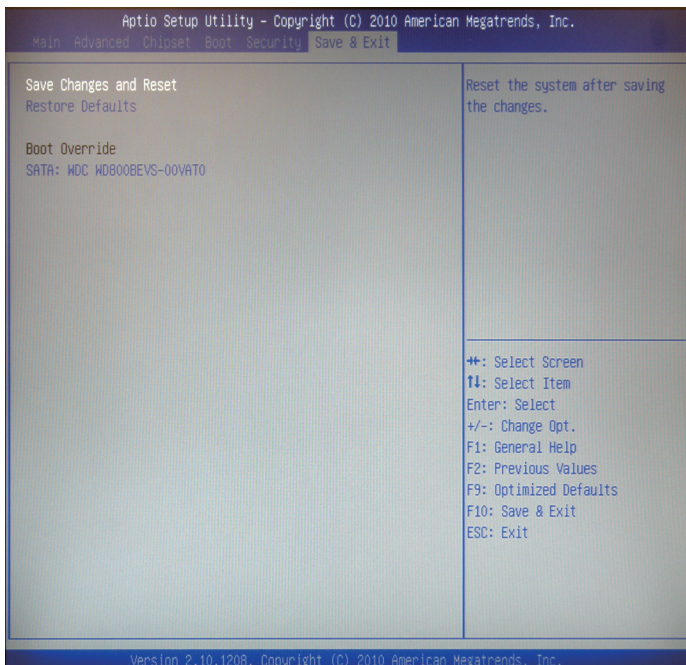 Aptio Setup Utility – Copyright (C) 2010 American Megatrends, Inc.
Main Advanced Chipset Boot Security Save & Exit
Save Changes and Reset
Restore Defaults
Boot Override
SATA: WDC WD800BEVS-00VAT0
Reset the system after saving
the changes.
→←: Select Screen
↑↓: Select Item
Enter: Select
+/-: Change Opt.
F1: General Help
F2: Previous Values
F9: Optimized Defaults
F10: Save & Exit
ESC: Exit
Version 2.10.1208. Copyright (C) 2010 American Megatrends, Inc.